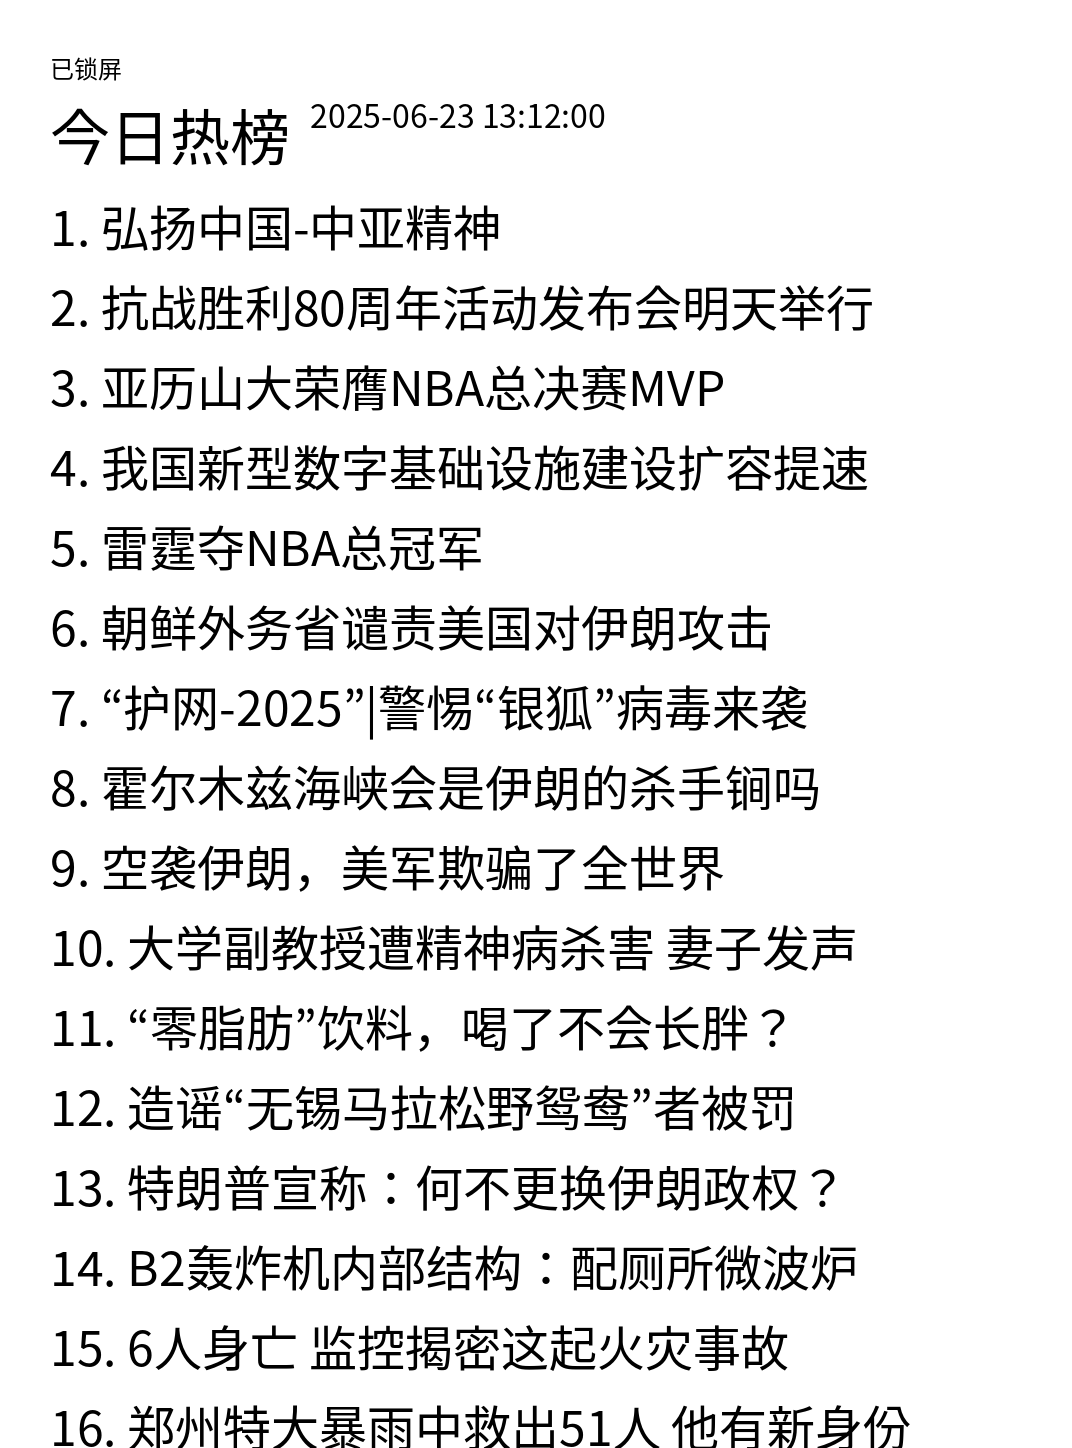 已锁屏
今日热榜 2025-06-23 13:12:00
1. 弘扬中国-中亚精神
2. 抗战胜利80周年活动发布会明天举行
3. 亚历山大荣膺NBA总决赛MVP
4. 我国新型数字基础设施建设扩容提速
5. 雷霆夺NBA总冠军
6. 朝鲜外务省谴责美国对伊朗攻击
7. “护网-2025”|警惕“银狐”病毒来袭
8. 霍尔木兹海峡会是伊朗的杀手锏吗
9. 空袭伊朗，美军欺骗了全世界
10. 大学副教授遭精神病杀害 妻子发声
11. “零脂肪”饮料，喝了不会长胖？
12. 造谣“无锡马拉松野鸳鸯”者被罚
13. 特朗普宣称：何不更换伊朗政权？
14. B2轰炸机内部结构：配厕所微波炉
15. 6人身亡 监控揭密这起火灾事故
16. 郑州特大暴雨中救出51人 他有新身份